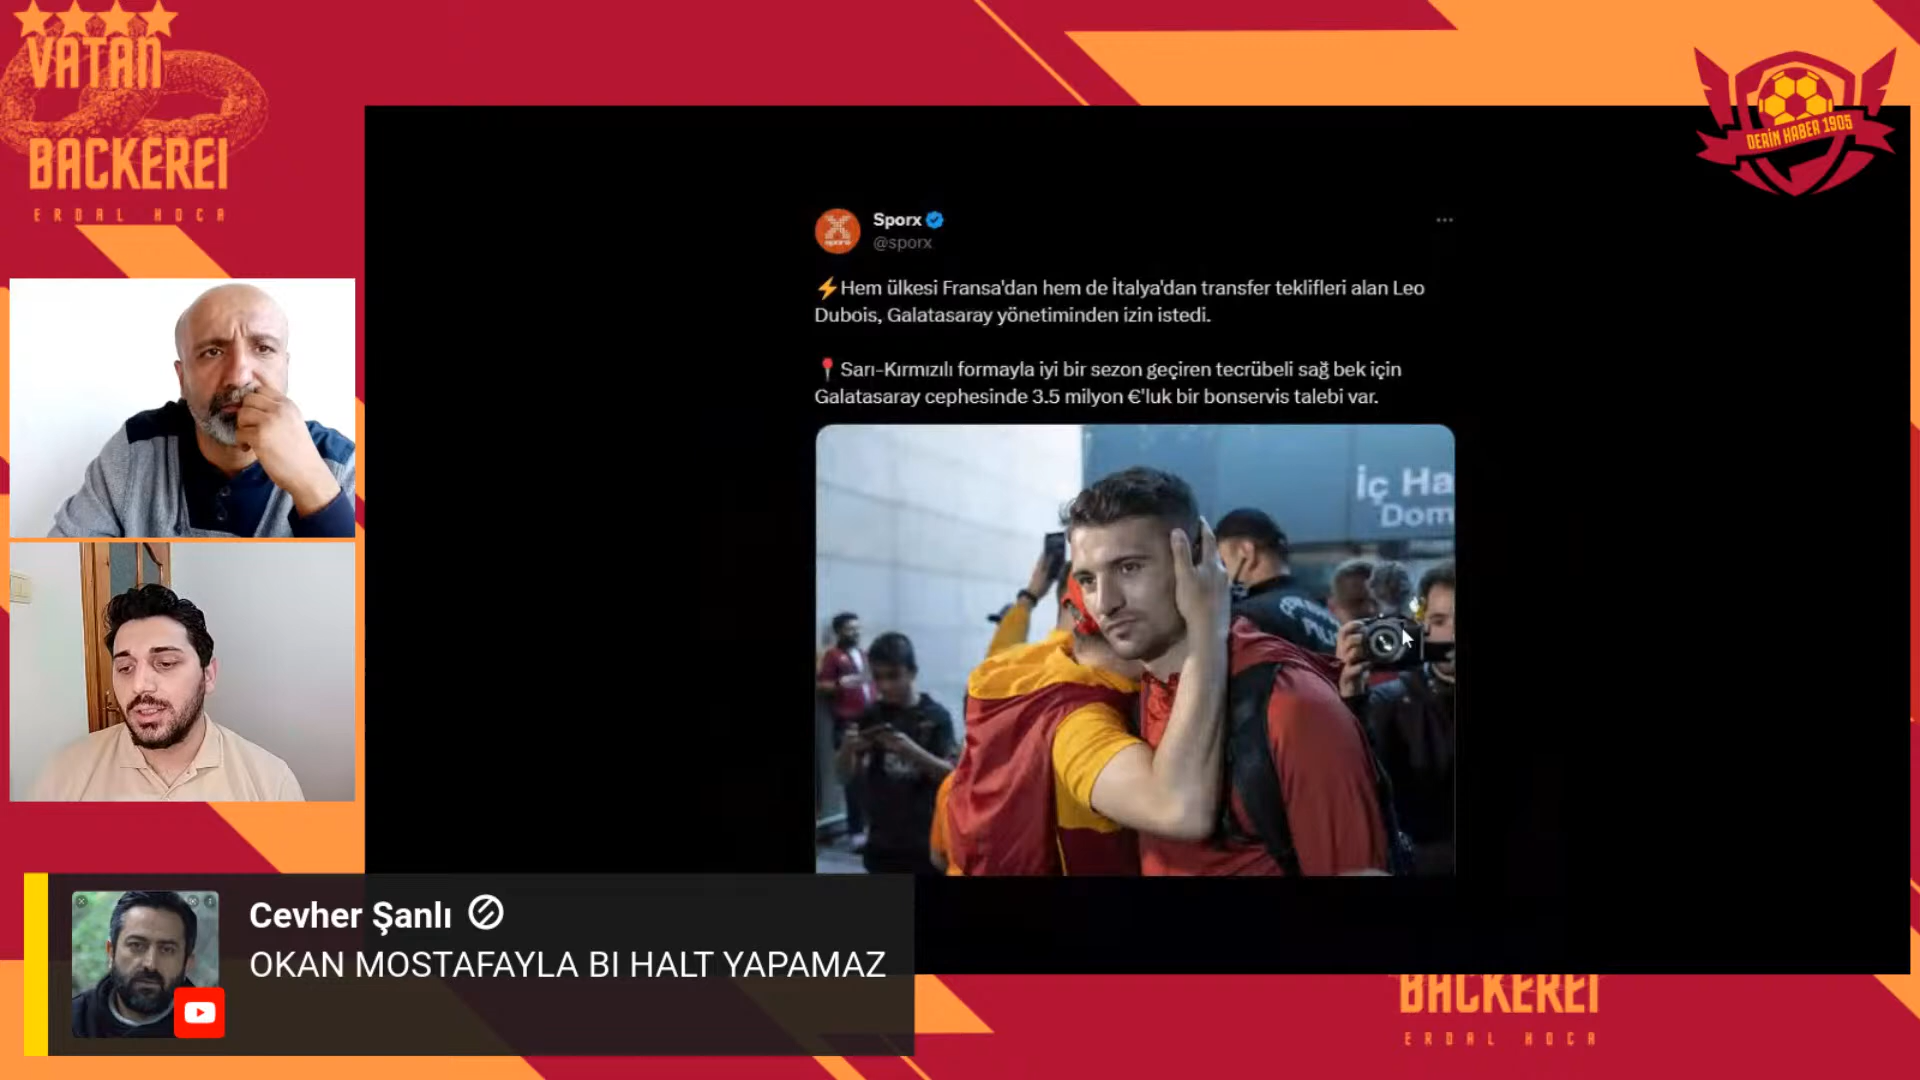 VATAN
BACKEREI
ERDAL HOCA
DERİN HABER 1905
Sporx
@sporx
⚡Hem ülkesi Fransa'dan hem de İtalya'dan transfer teklifleri alan Leo
Dubois, Galatasaray yönetiminden izin istedi.
📍Sarı-Kırmızılı formayla iyi bir sezon geçiren tecrübeli sağ bek için
Galatasaray cephesinde 3.5 milyon €'luk bir bonservis talebi var.
İç Ha
Dom
Cevher Şanlı
OKAN MOSTAFAYLA BI HALT YAPAMAZ
BACKEREI
ERDAL HOCA